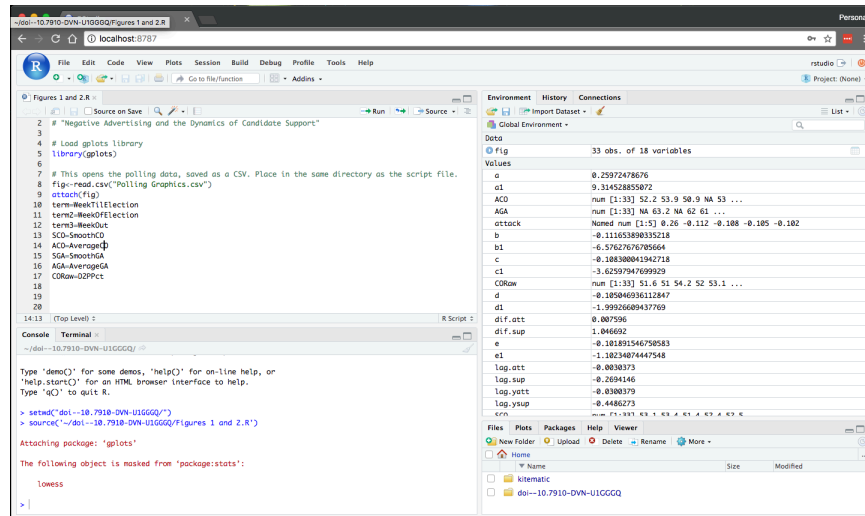 ~/doi--10.7910-DVN-U1GGGQ/Figures 1 and 2.R
Persona
localhost:8787
File Edit Code View Plots Session Build Debug Profile Tools Help
rstudio
Go to file/function
Addins
Project: (None)
Figures 1 and 2.R
Source on Save
Run
Source
2 # "Negative Advertising and the Dynamics of Candidate Support"
3
4 # Load gplots library
5 library(gplots)
6
7 # This opens the polling data, saved as a CSV. Place in the same directory as the script file.
8 fig<-read.csv("Polling Graphics.csv")
9 attach(fig)
10 term=WeekTilElection
11 term2=WeekOfElection
12 term3=WeekOut
13 SCO=SmoothCO
14 ACO=AverageCO
15 SGA=SmoothGA
16 AGA=AverageGA
17 CORaw=D2PPct
18
19
20
14:13 (Top Level) R Script
Console Terminal
~/doi--10.7910-DVN-U1GGGQ/
Type 'demo()' for some demos, 'help()' for on-line help, or
'help.start()' for an HTML browser interface to help.
Type 'q()' to quit R.
> setwd("doi--10.7910-DVN-U1GGGQ/")
> source('~/doi--10.7910-DVN-U1GGGQ/Figures 1 and 2.R')
Attaching package: 'gplots'
The following object is masked from 'package:stats':
lowess
>
Environment History Connections
Import Dataset
List
Global Environment
Data
fig 33 obs. of 18 variables
Values
a 0.25972478676
a1 9.314528855072
ACO num [1:33] 52.2 53.9 50.9 NA 53 ...
AGA num [1:33] NA 63.2 NA 62 61 ...
attack Named num [1:5] 0.26 -0.112 -0.108 -0.105 -0.102
b -0.111653890335218
b1 -6.57627676705664
c -0.108300041942718
c1 -3.62597947699929
CORaw num [1:33] 51.6 51 54.2 52 53.1 ...
d -0.105046936112847
d1 -1.99926609437769
dif.att 0.007596
dif.sup 1.046692
e -0.101891546750583
e1 -1.10234074447548
lag.att -0.0030373
lag.sup -0.2694146
lag.yatt -0.0300379
lag.ysup -0.4486273
Files Plots Packages Help Viewer
New Folder Upload Delete Rename More
Home
Name Size Modified
kitematic
doi--10.7910-DVN-U1GGGQ